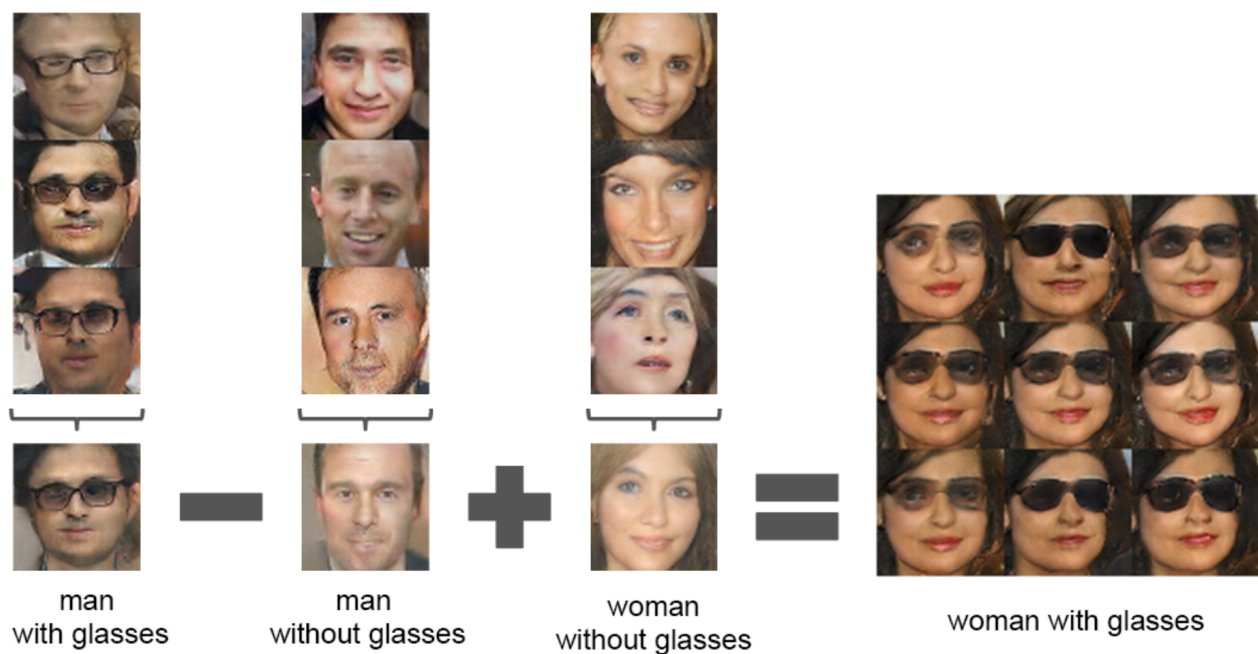 man
with glasses
man
without glasses
woman
without glasses
woman with glasses